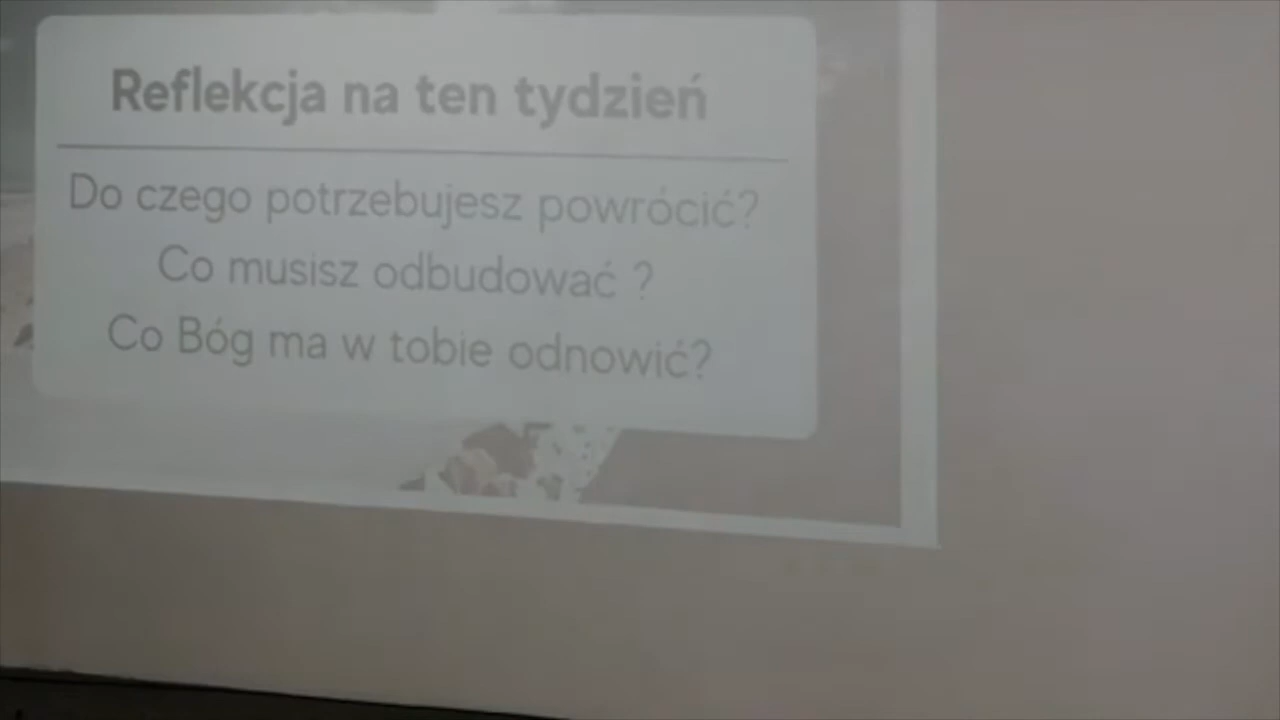 Reflekcja na ten tydzień
Do czego potrzebujesz powrócić?
Co musisz odbudować ?
Co Bóg ma w tobie odnowić?